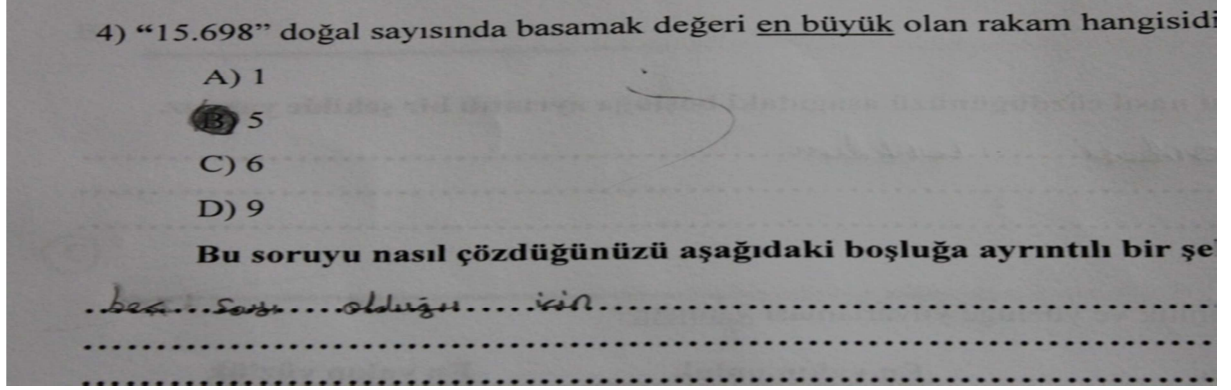 4) “15.698” doğal sayısında basamak değeri en büyük olan rakam hangisidi
A) 1
B) 5
C) 6
D) 9
Bu soruyu nasıl çözdüğünüzü aşağıdaki boşluğa ayrıntılı bir şe
beş sayı olduğu için